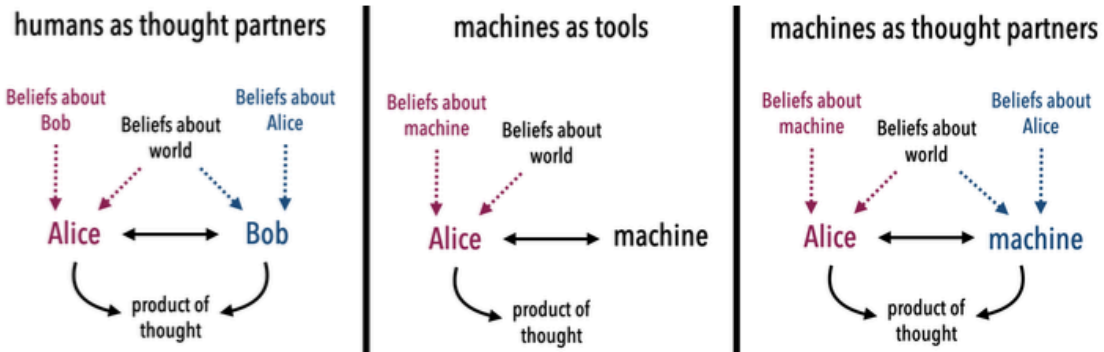 humans as thought partners
Beliefs about
Bob
Beliefs about
world
Beliefs about
Alice
Alice
Bob
product of
thought
machines as tools
Beliefs about
machine
Beliefs about
world
Alice
machine
product of
thought
machines as thought partners
Beliefs about
machine
Beliefs about
world
Beliefs about
Alice
Alice
machine
product of
thought